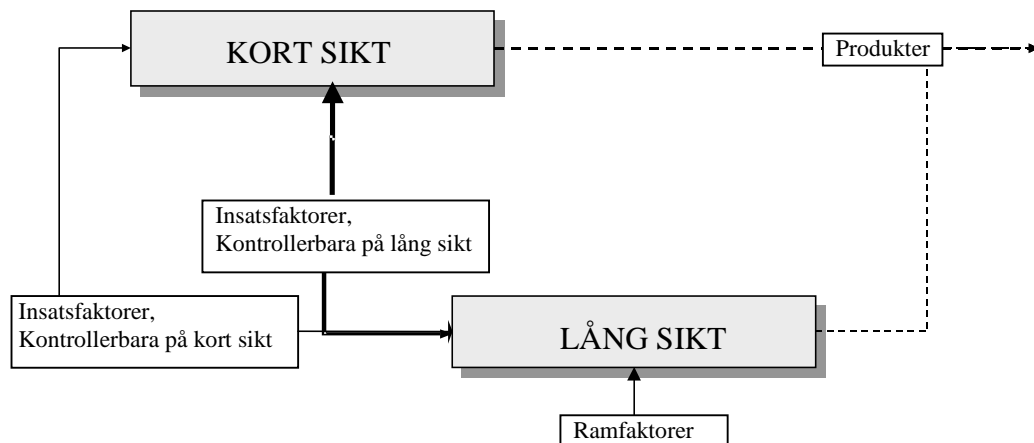 KORT SIKT
Produkter
Insatsfaktorer,
Kontrollerbara på lång sikt
Insatsfaktorer,
Kontrollerbara på kort sikt
LÅNG SIKT
Ramfaktorer